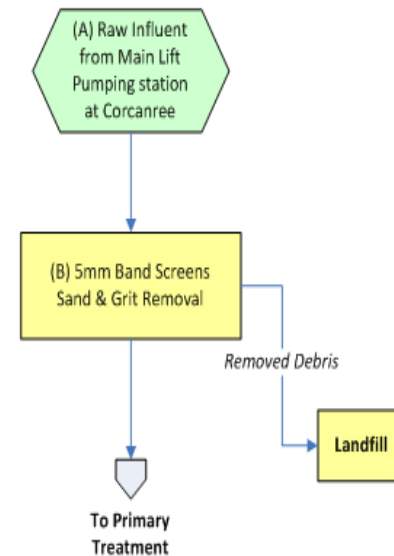 (A) Raw Influent
from Main Lift
Pumping station
at Corcanree
(B) 5mm Band Screens
Sand & Grit Removal
Removed Debris
Landfill
To Primary
Treatment